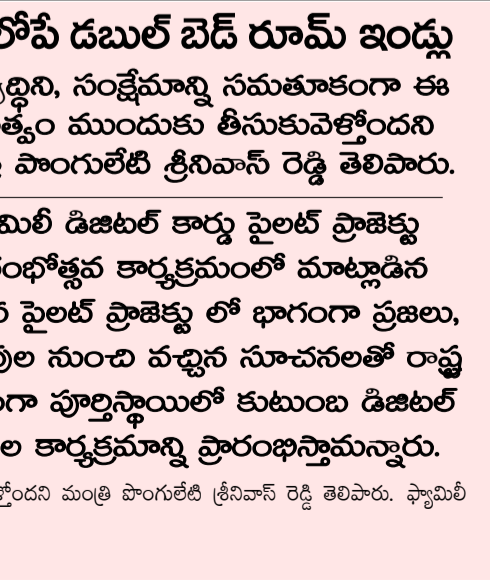 లోపే డబుల్ బెడ్ రూమ్ ఇండ్లు
సంక్షేమాన్ని సమతూకంగా ఈ
త్వం ముందుకు తీసుకువెళ్తోందని
పొంగులేటి శ్రీనివాస్ రెడ్డి తెలిపారు.
మిలీ డిజిటల్ కార్డు పైలట్ ప్రాజెక్టు
రంభోత్సవ కార్యక్రమంలో మాట్లాడిన
పైలట్ ప్రాజెక్టు లో భాగంగా ప్రజలు,
నుంచి వచ్చిన సూచనలతో రాష్ట్ర
గా పూర్తిస్థాయిలో కుటుంబ డిజిటల్
ల కార్యక్రమాన్ని ప్రారంభిస్తామన్నారు.
ళ్తోందని మంత్రి పొంగులేటి శ్రీనివాస్ రెడ్డి తెలిపారు. ఫ్యామిలీ